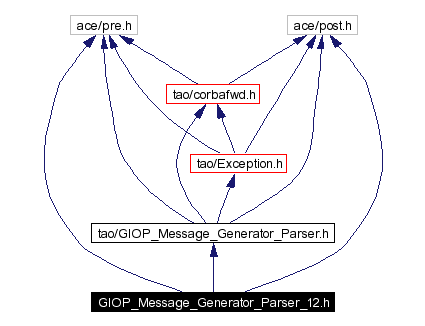 ace/pre.h
ace/post.h
tao/corbafwd.h
tao/Exception.h
tao/GIOP_Message_Generator_Parser.h
GIOP_Message_Generator_Parser_12.h